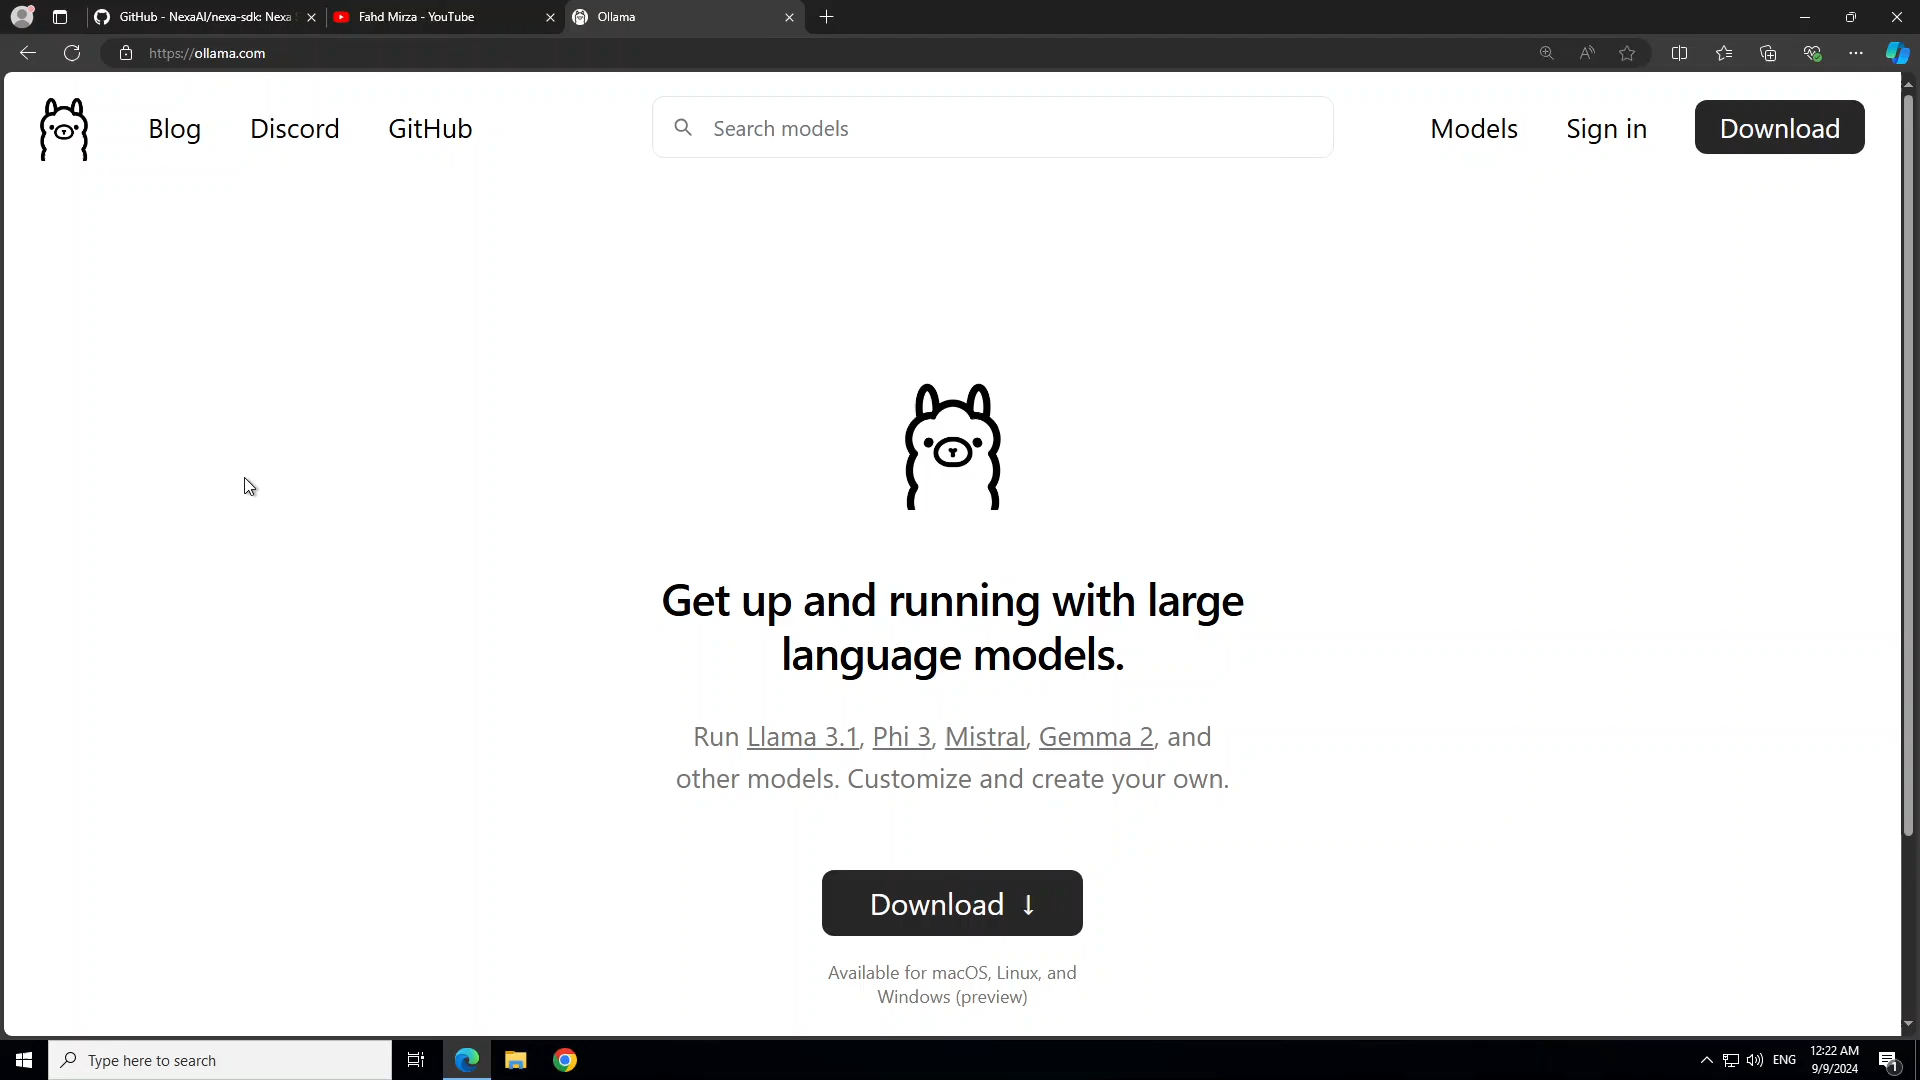 GitHub - NexaAI/nexa-sdk: Nexa
Fahd Mirza - YouTube
Ollama
https://ollama.com
Blog
Discord
GitHub
Search models
Models
Sign in
Download
Get up and running with large
language models.
Run Llama 3.1, Phi 3, Mistral, Gemma 2, and
other models. Customize and create your own.
Download ↓
Available for macOS, Linux, and
Windows (preview)
Type here to search
ENG
12:22 AM
9/9/2024
1